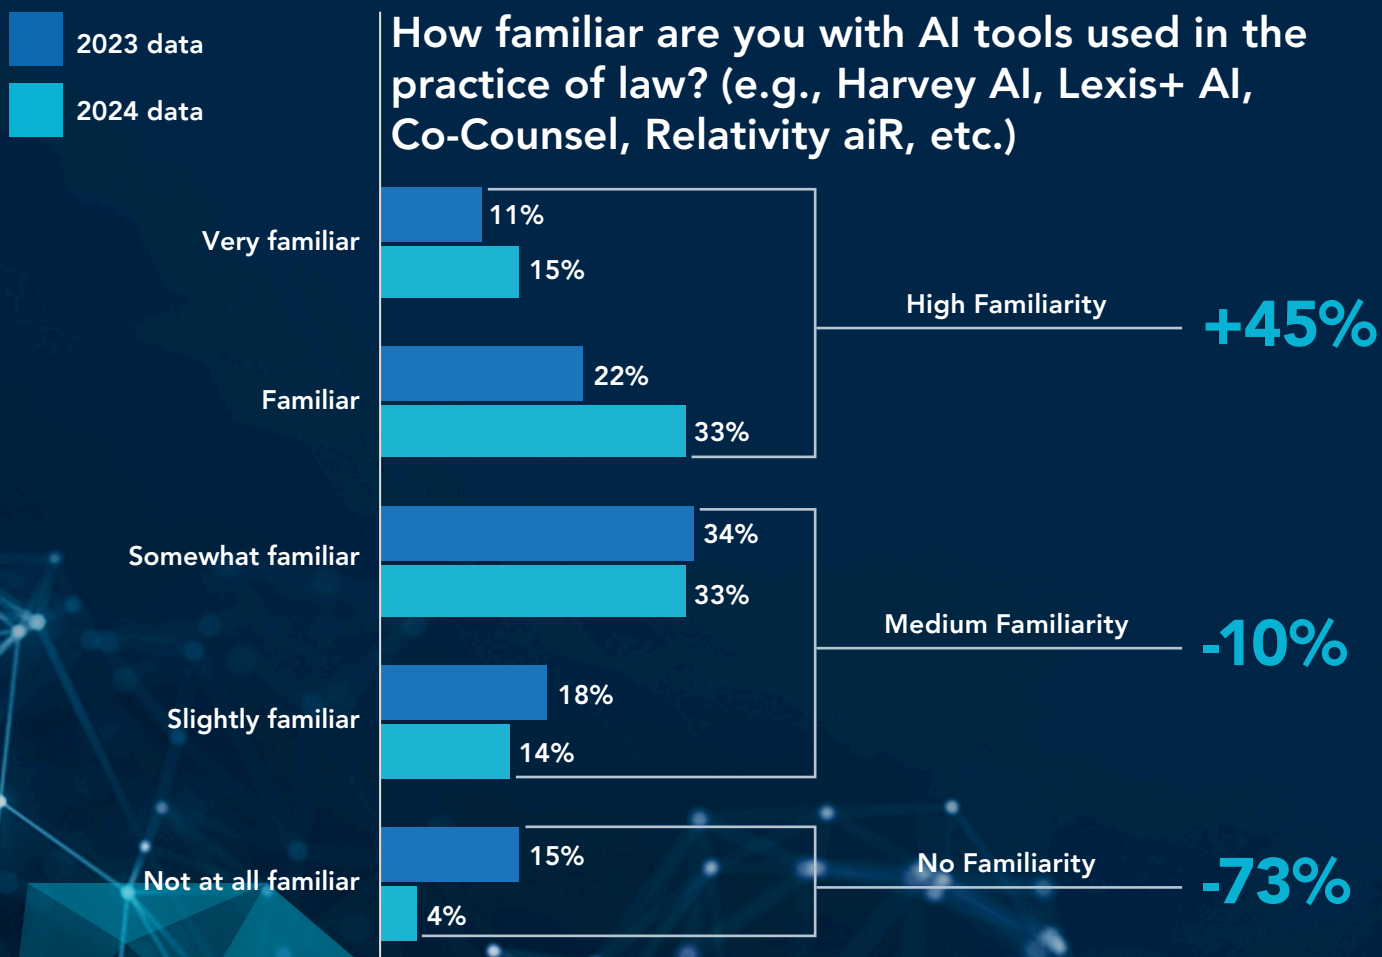 2023 data
2024 data
How familiar are you with AI tools used in the
practice of law? (e.g., Harvey AI, Lexis+ AI,
Co-Counsel, Relativity aiR, etc.)
Very familiar
11%
15%
High Familiarity
+45%
Familiar
22%
33%
Somewhat familiar
34%
33%
Medium Familiarity
-10%
Slightly familiar
18%
14%
Not at all familiar
15%
4%
No Familiarity
-73%